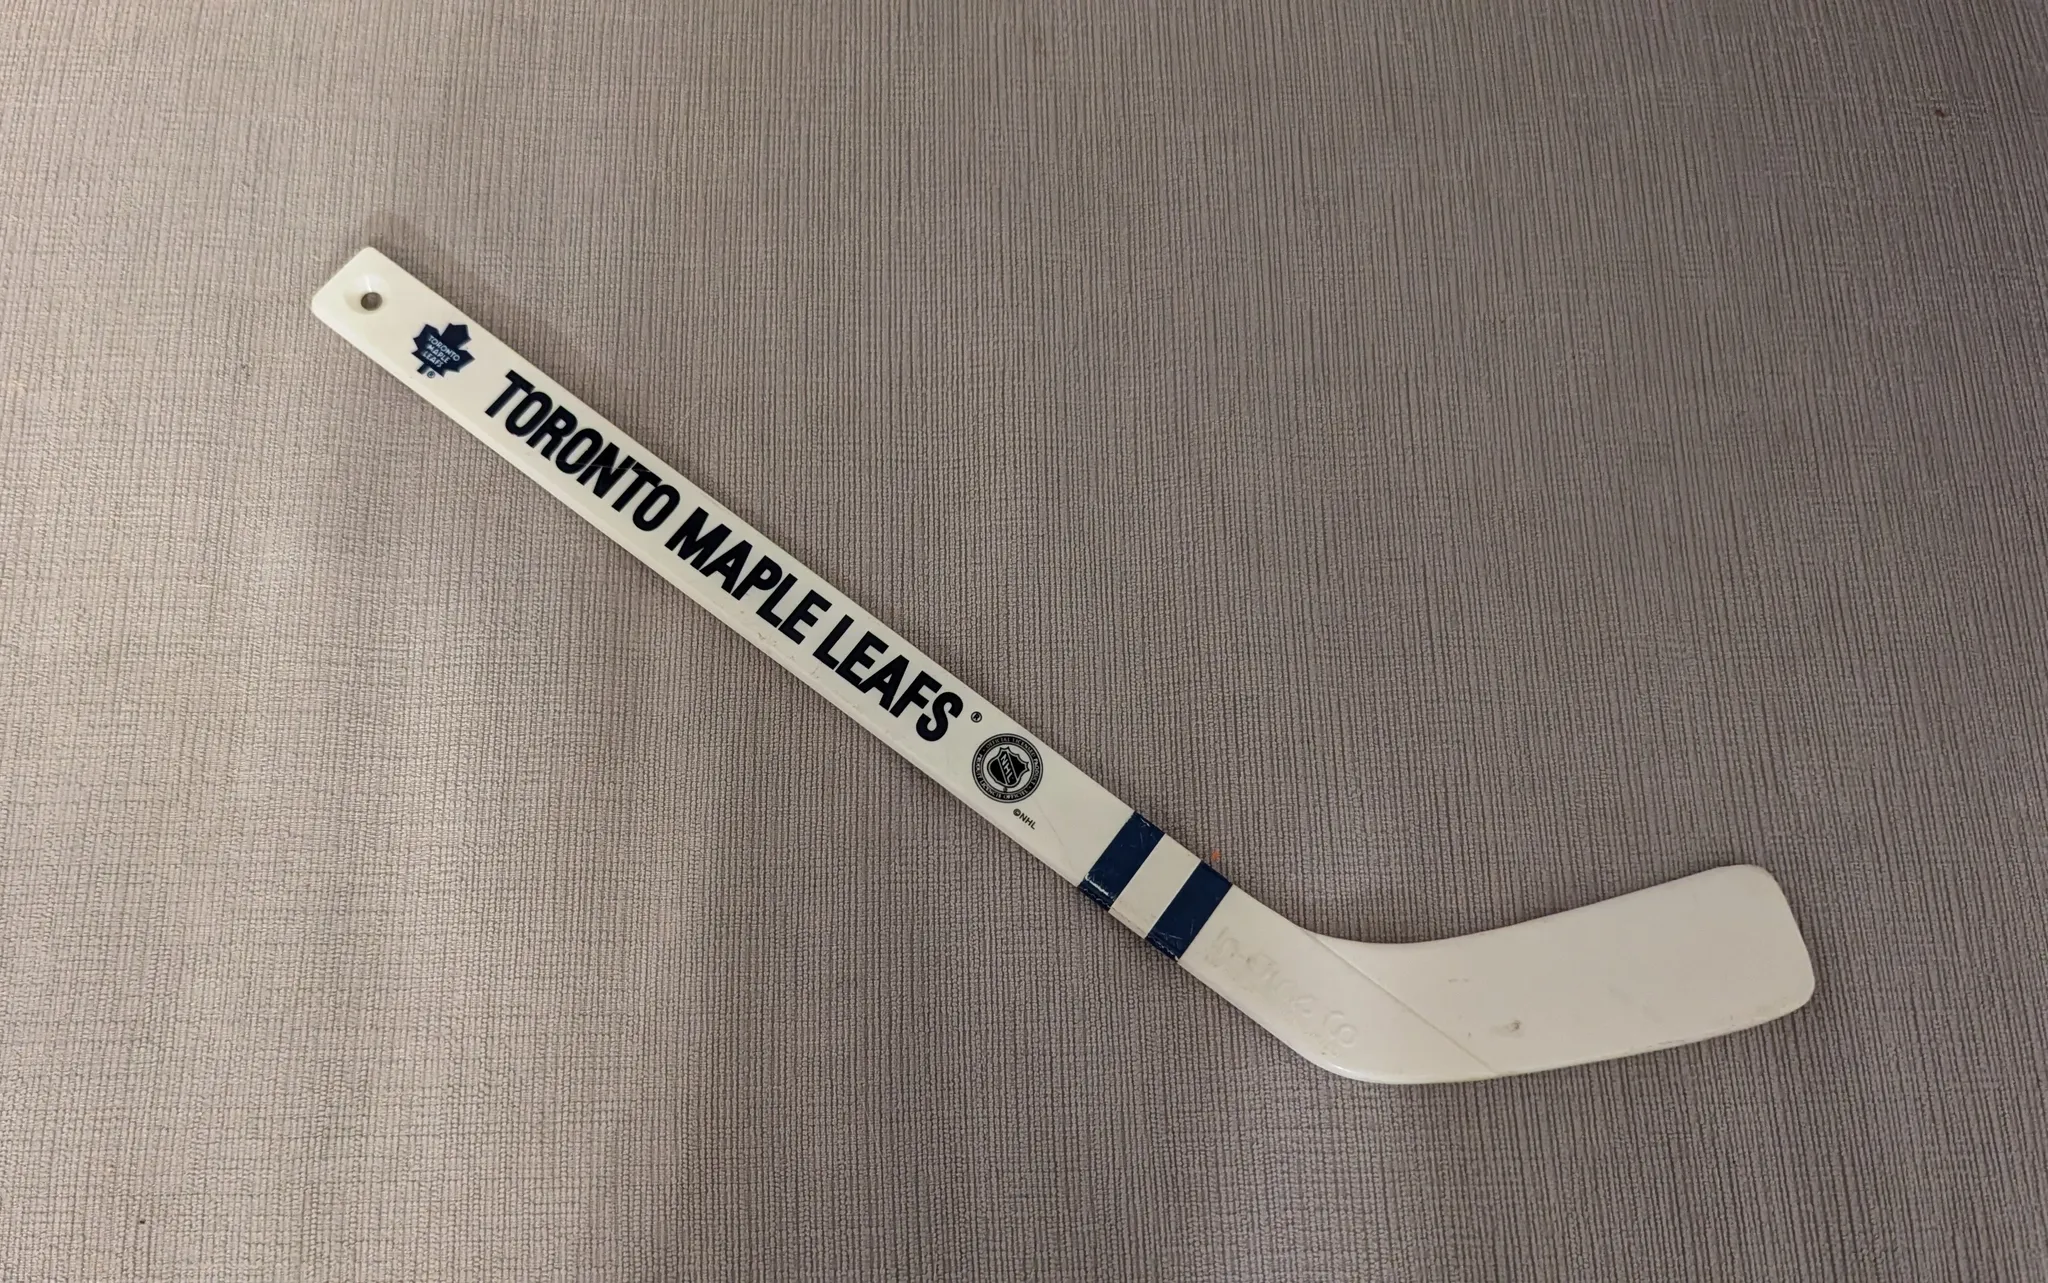 TORONTO
MAPLE
LEAFS
®
TORONTO MAPLE LEAFS®
NHL
©NHL